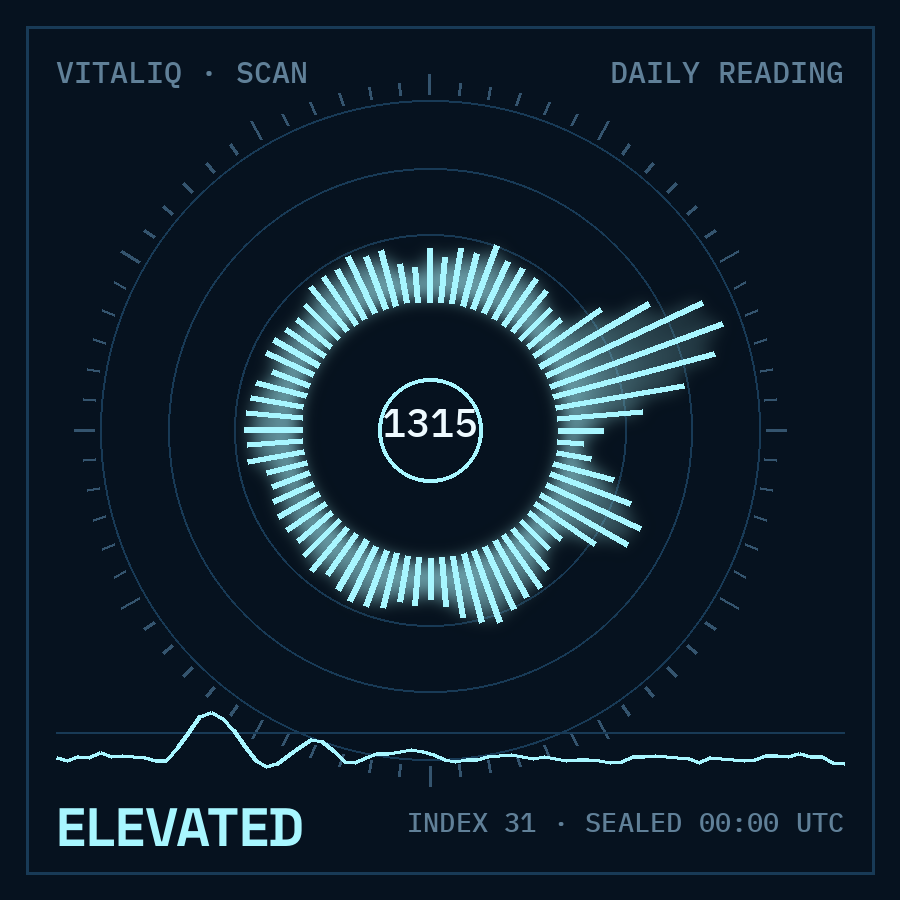 VITALIQ · SCAN
DAILY READING
1315
ELEVATED
INDEX 31 · SEALED 00:00 UTC